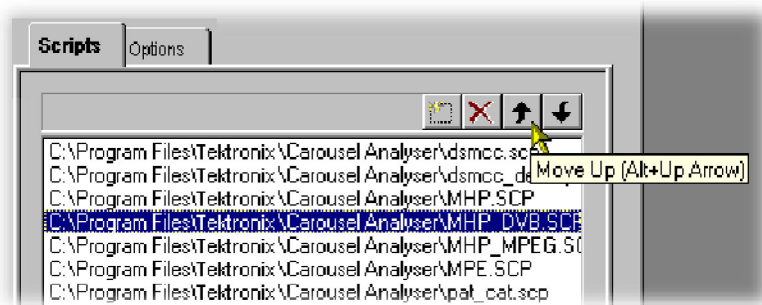 Scripts
Options
C:\Program Files\Tektronix\Carousel Analyser\dsmcc.sc
Move Up (Alt+Up Arrow)
C:\Program Files\Tektronix\Carousel Analyser\dsmcc_de
C:\Program Files\Tektronix\Carousel Analyser\MHP.SCP
C:\Program Files\Tektronix\Carousel Analyser\MHP_DVB.SCP
C:\Program Files\Tektronix\Carousel Analyser\MHP_MPEG.SC
C:\Program Files\Tektronix\Carousel Analyser\MPE.SCP
C:\Program Files\Tektronix\Carousel Analyser\pat_cat.scp